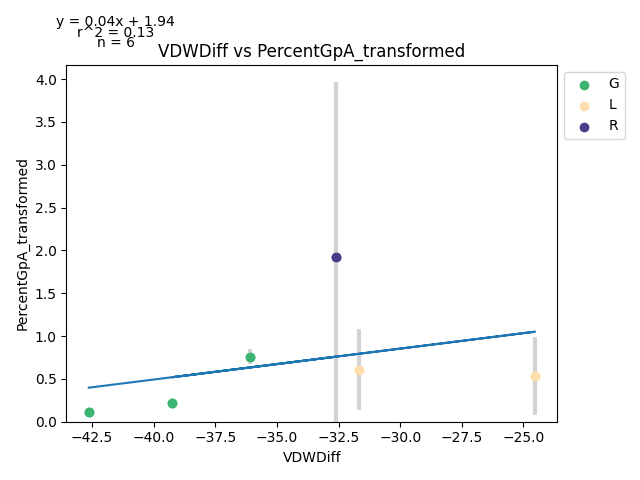 y = 0.04x + 1.94
r^2 = 0.13
n = 6
VDWDiff vs PercentGpA_transformed
G
L
R
PercentGpA_transformed
4.0
3.5
3.0
2.5
2.0
1.5
1.0
0.5
0.0
−42.5 −40.0 −37.5 −35.0 −32.5 −30.0 −27.5 −25.0
VDWDiff